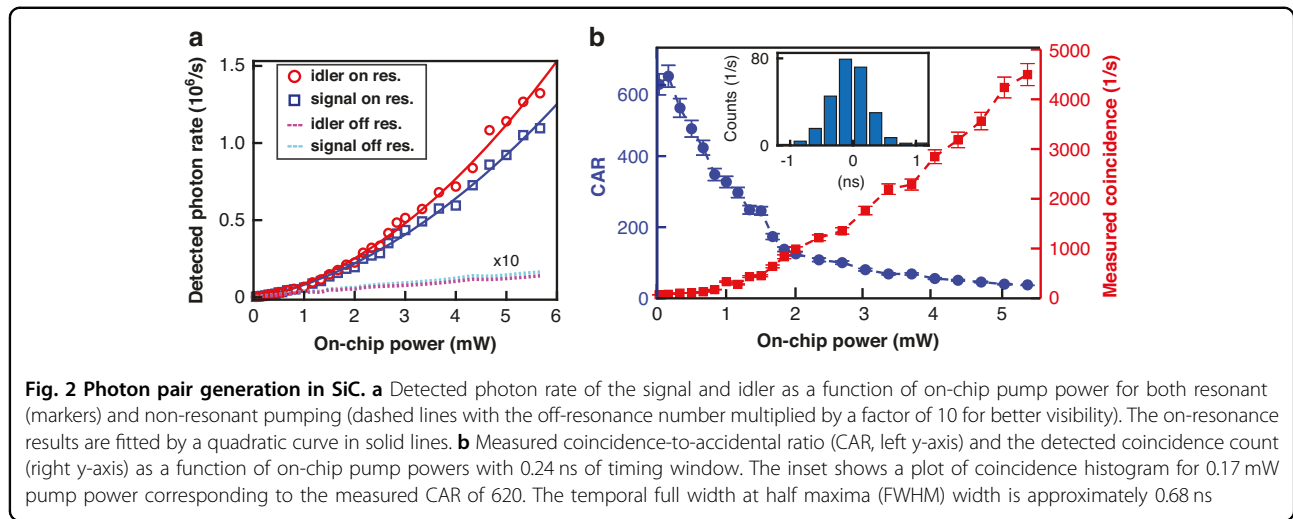 a
Detected photon rate (10⁶/s)
1.5
1.0
0.5
0
idler on res.
signal on res.
idler off res.
signal off res.
x10
0 1 2 3 4 5 6
On-chip power (mW)
b
CAR
600
400
200
0
80
0
Counts (1/s)
-1 0 1
(ns)
5000
4000
3000
2000
1000
0
Measured coincidence (1/s)
0 1 2 3 4 5
On-chip power (mW)
Fig. 2 Photon pair generation in SiC. a Detected photon rate of the signal and idler as a function of on-chip pump power for both resonant
(markers) and non-resonant pumping (dashed lines with the off-resonance number multiplied by a factor of 10 for better visibility). The on-resonance
results are fitted by a quadratic curve in solid lines. b Measured coincidence-to-accidental ratio (CAR, left y-axis) and the detected coincidence count
(right y-axis) as a function of on-chip pump powers with 0.24 ns of timing window. The inset shows a plot of coincidence histogram for 0.17 mW
pump power corresponding to the measured CAR of 620. The temporal full width at half maxima (FWHM) width is approximately 0.68 ns